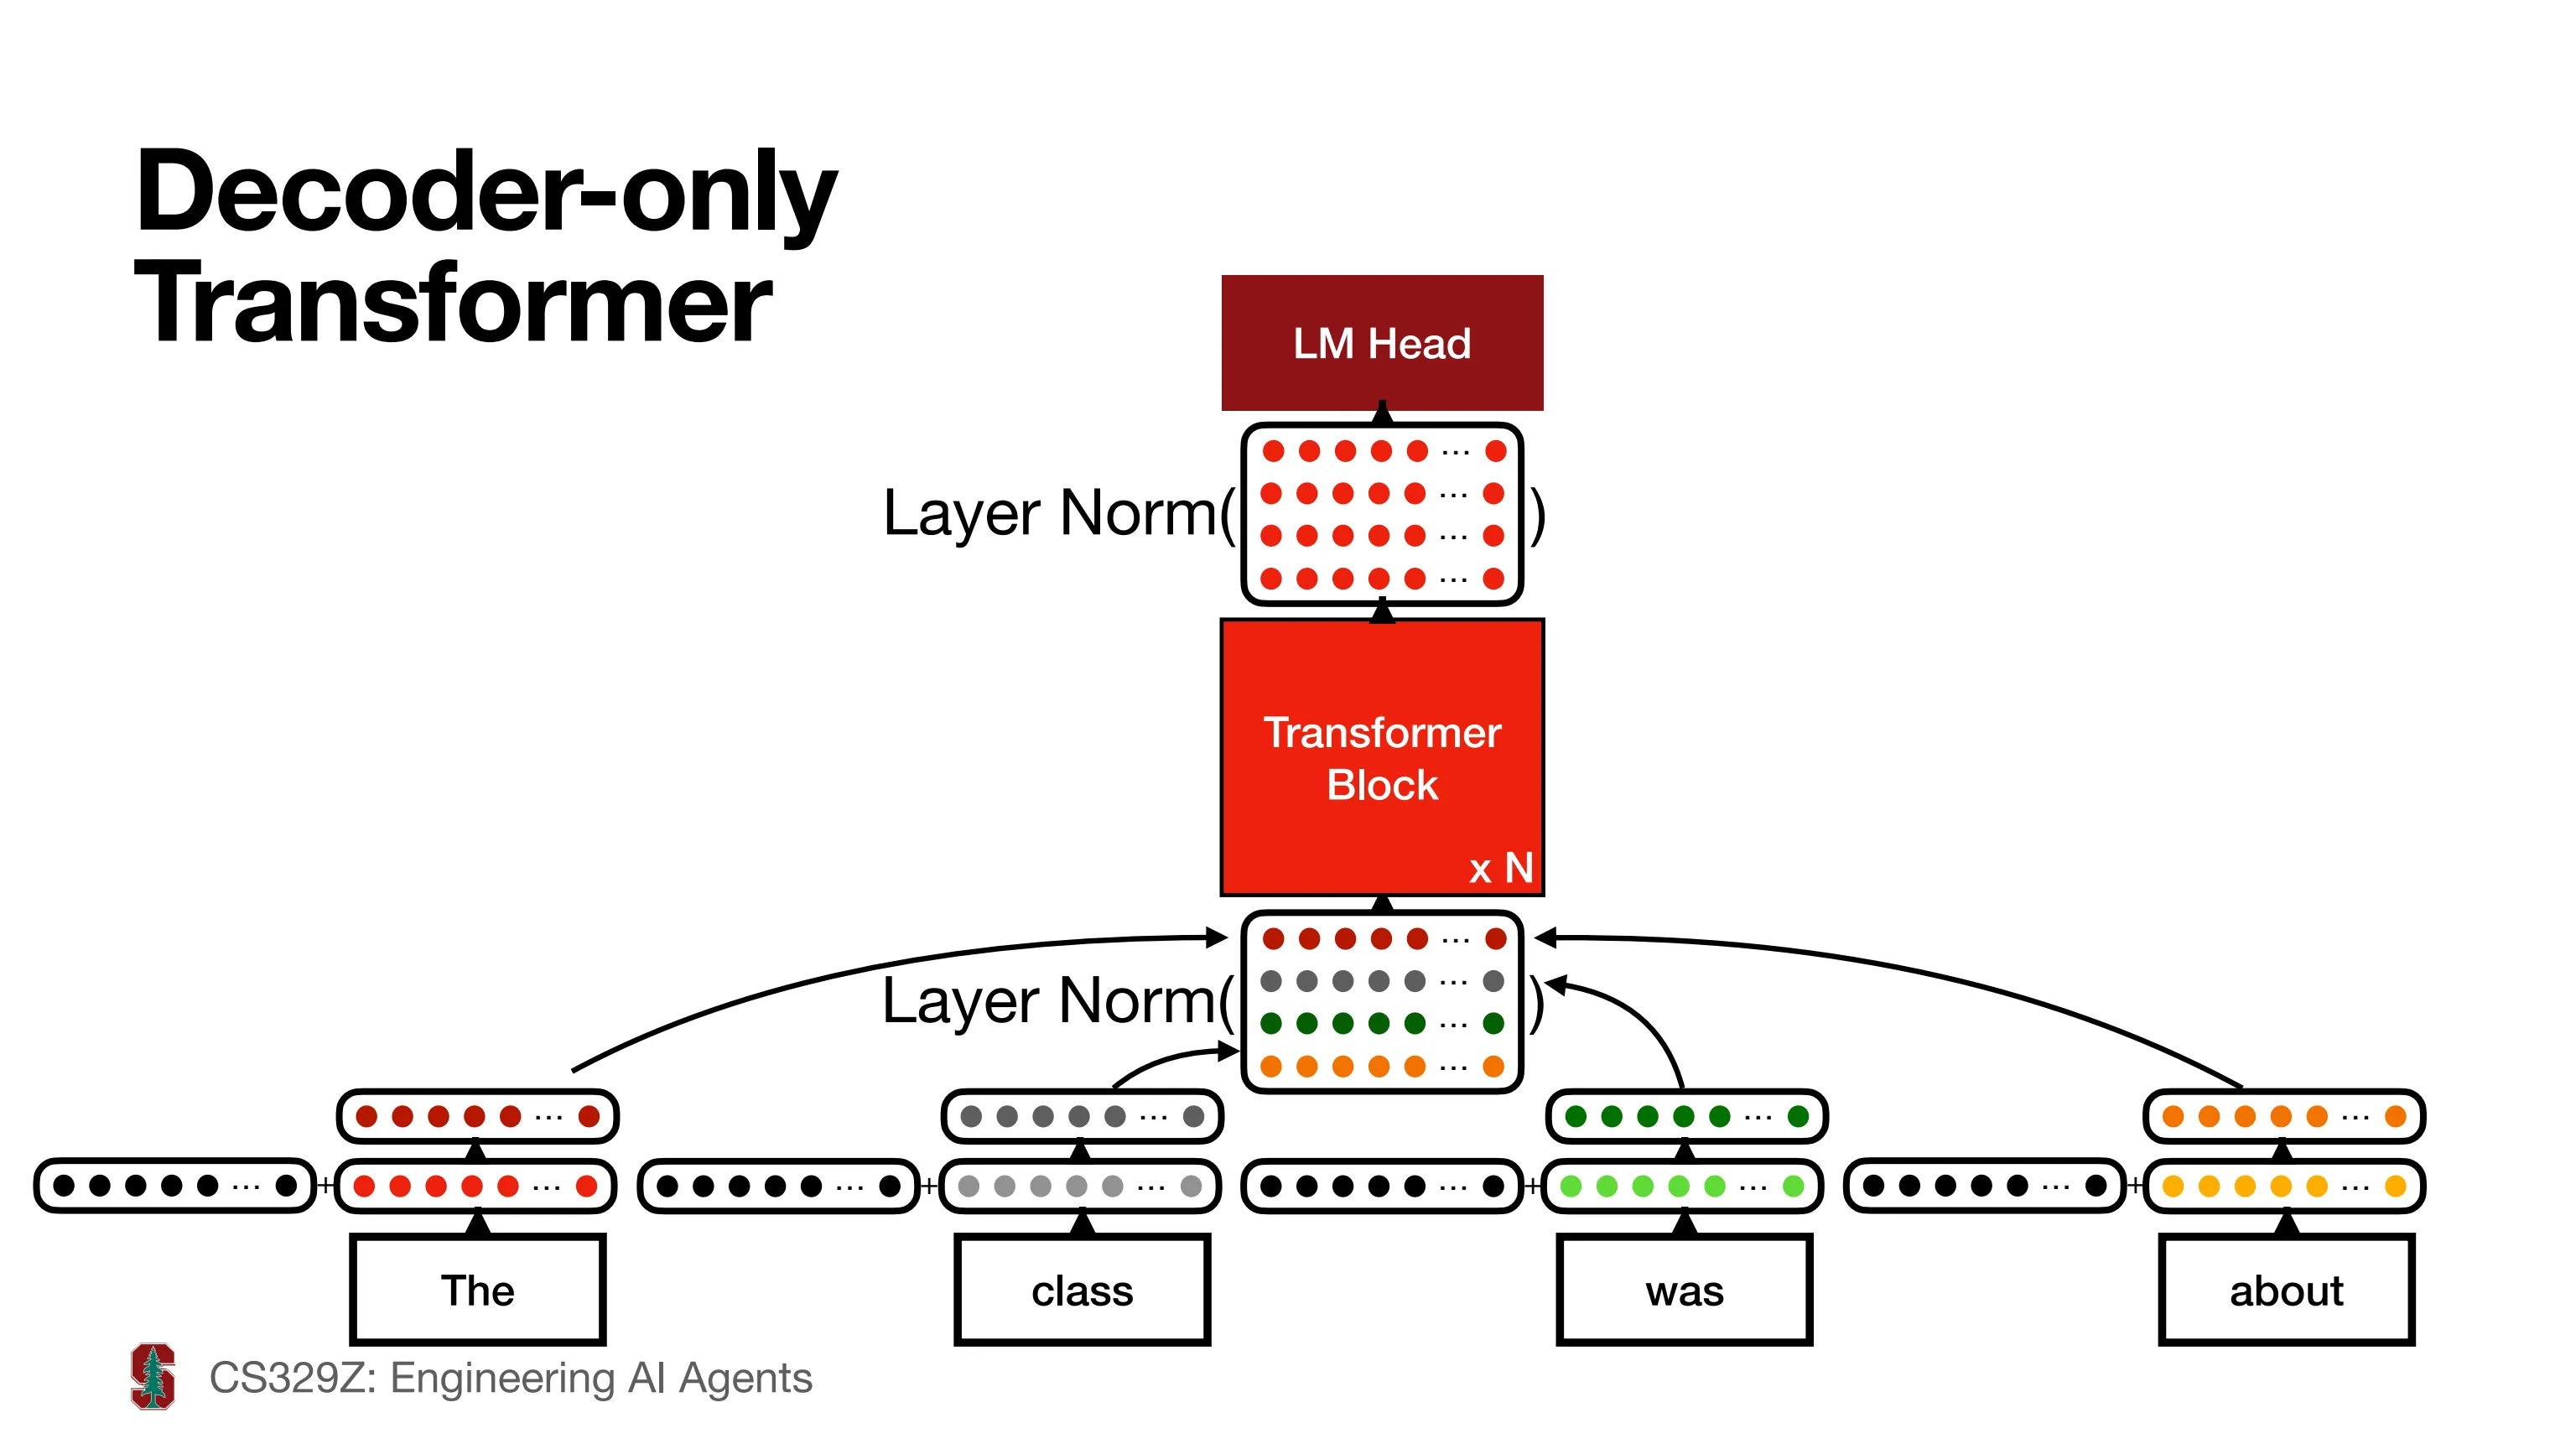 Decoder-only
Transformer
LM Head
Layer Norm( )
Transformer
Block
x N
Layer Norm( )
+ + + +
The class was about
CS329Z: Engineering AI Agents